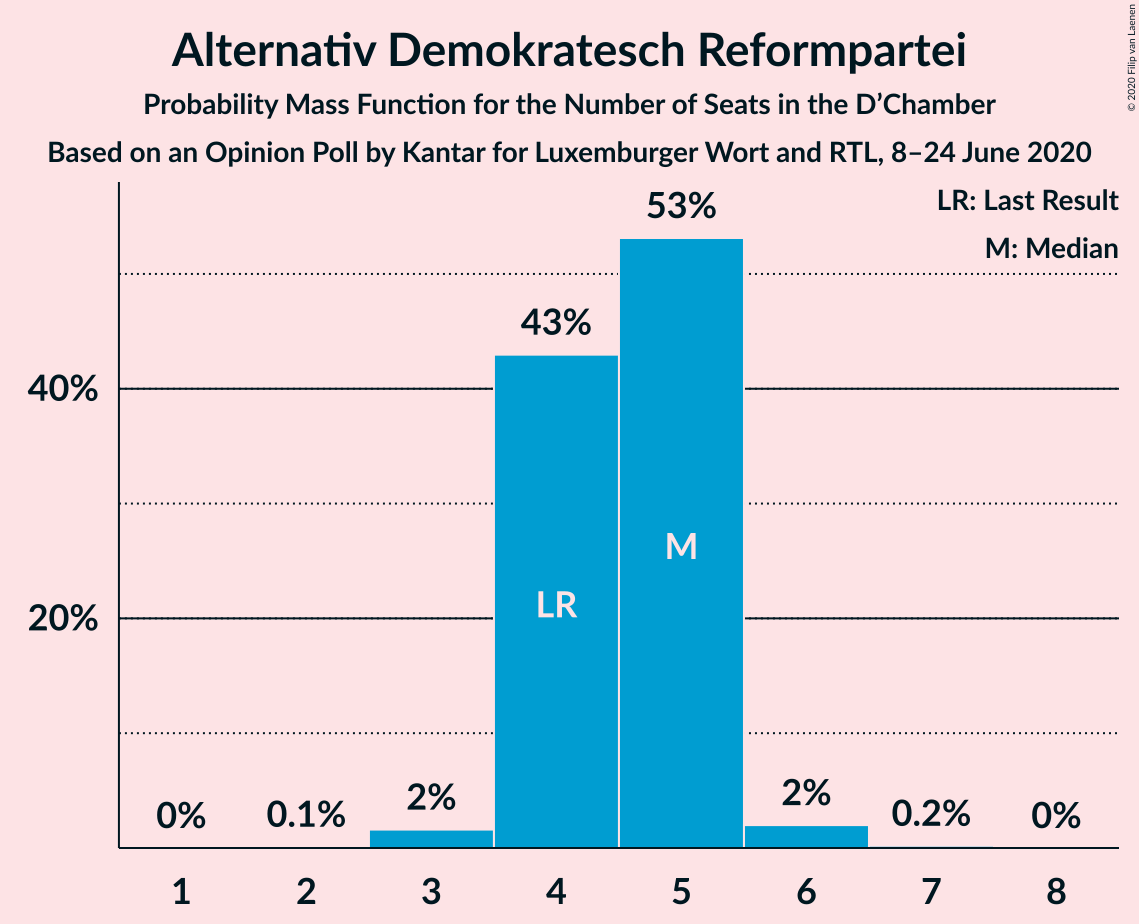 Alternativ Demokratesch Reformpartei
Probability Mass Function for the Number of Seats in the D’Chamber
Based on an Opinion Poll by Kantar for Luxemburger Wort and RTL, 8–24 June 2020
© 2020 Filip van Laenen
LR: Last Result
M: Median
53%
43%
40%
M
LR
20%
0% 0.1% 2% 2% 0.2% 0%
1 2 3 4 5 6 7 8